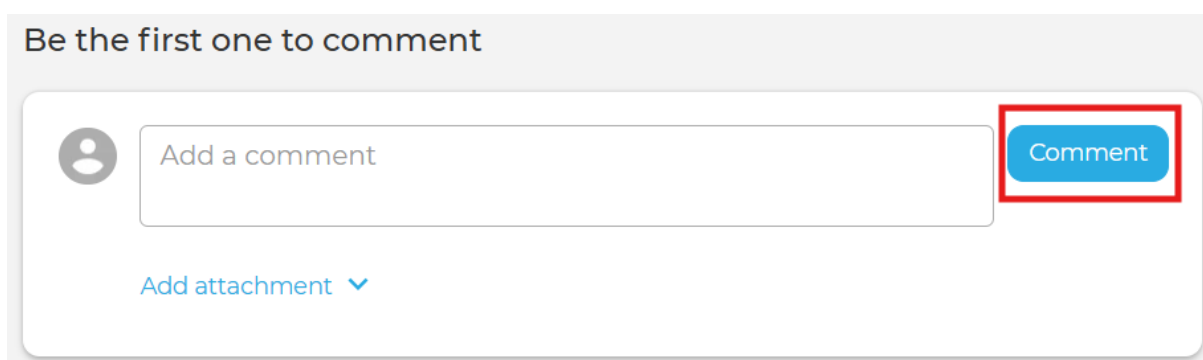 Be the first one to comment
Add a comment
Comment
Add attachment